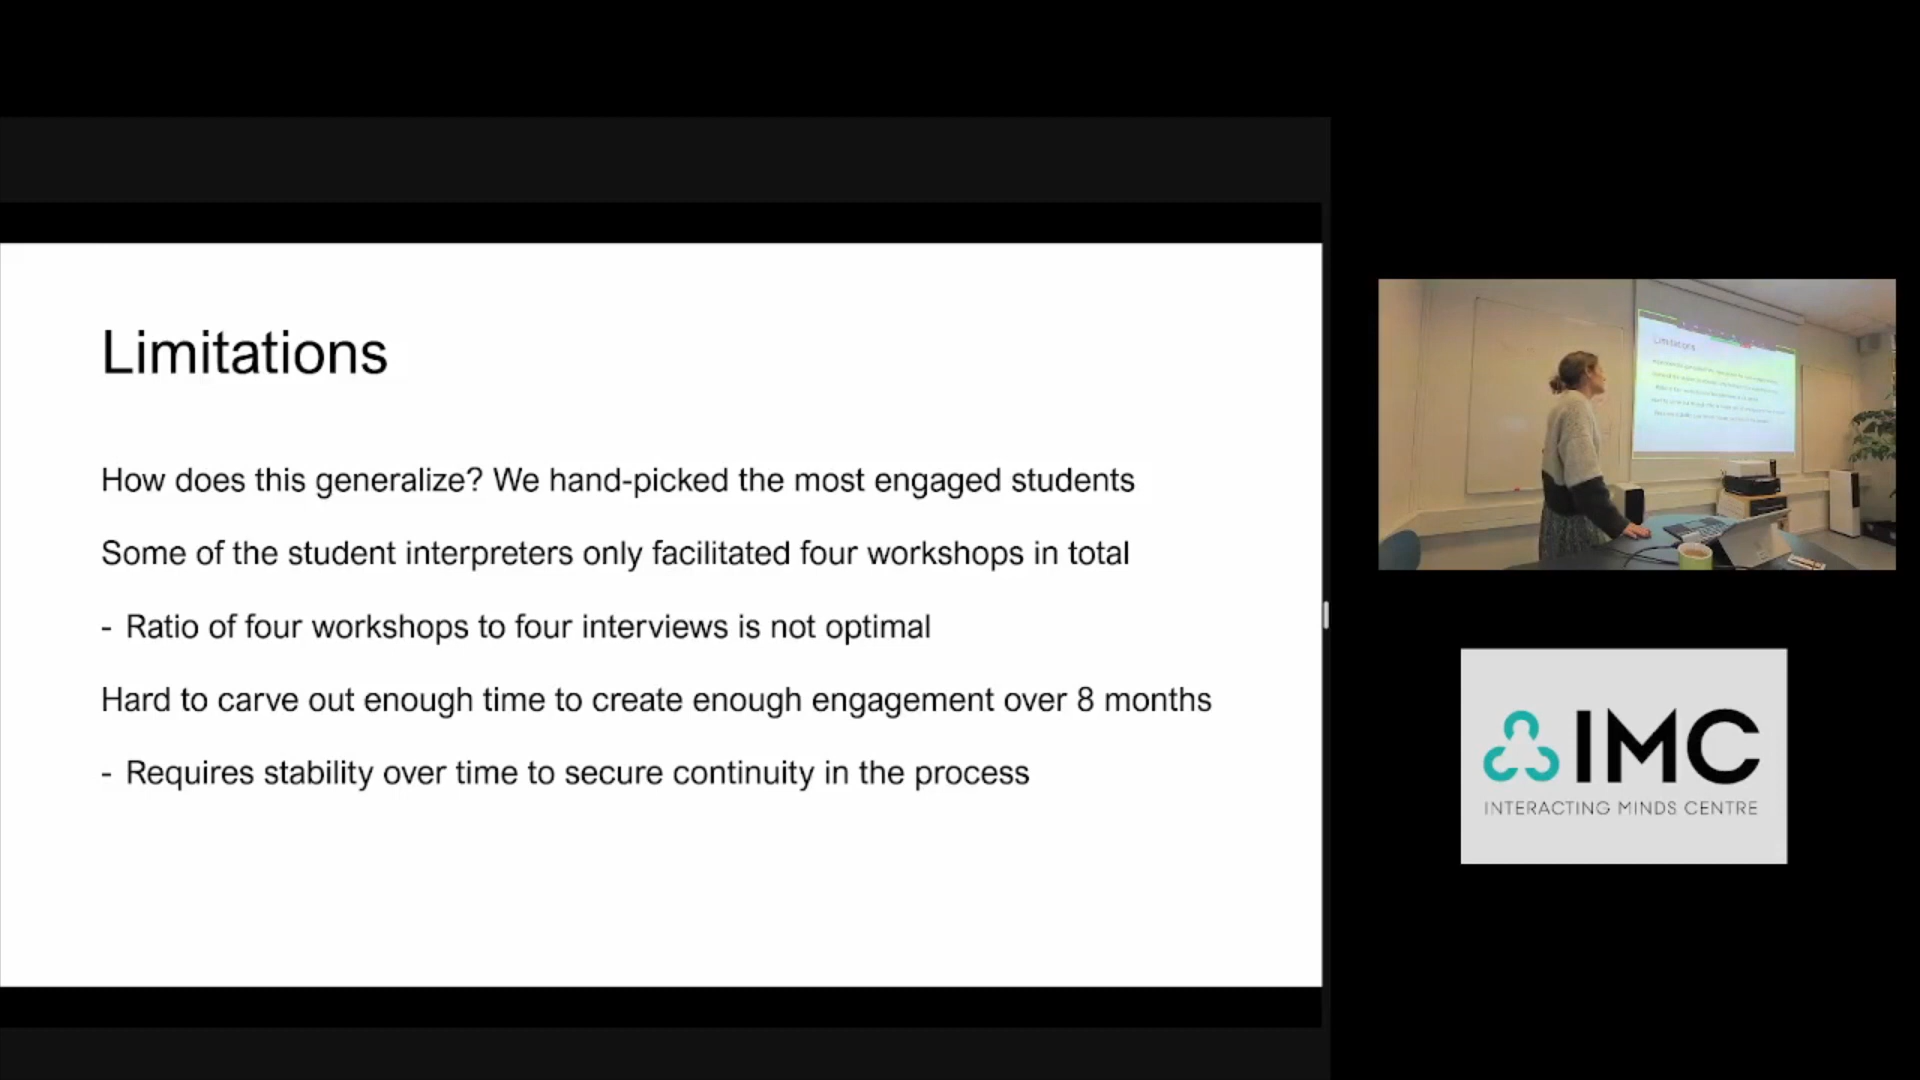 Limitations
How does this generalize? We hand-picked the most engaged students
Some of the student interpreters only facilitated four workshops in total
- Ratio of four workshops to four interviews is not optimal
Hard to carve out enough time to create enough engagement over 8 months
- Requires stability over time to secure continuity in the process
Limitations
IMC
INTERACTING MINDS CENTRE